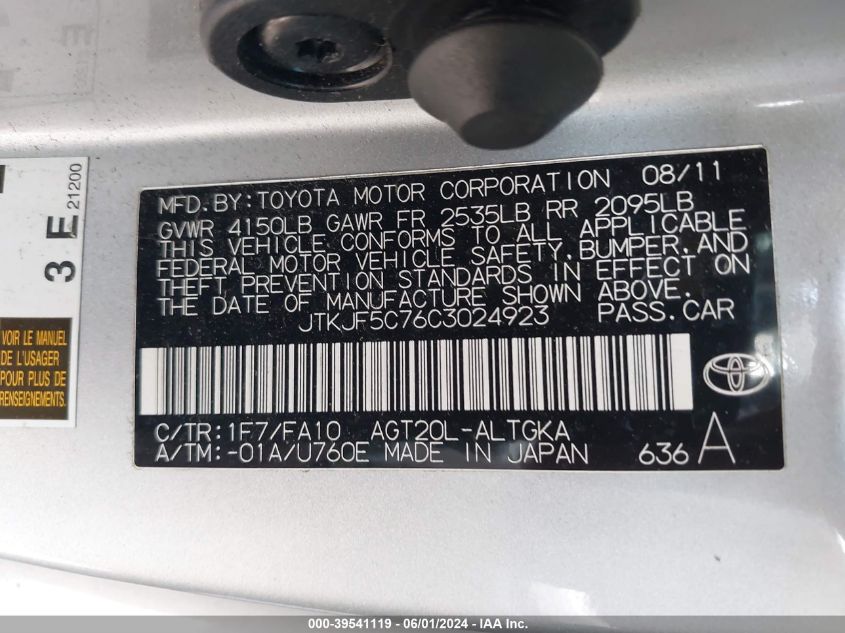 3 E
21200
VOIR LE MANUEL
DE L'USAGER
POUR PLUS DE
RENSEIGNEMENTS.
MFD. BY: TOYOTA MOTOR CORPORATION 08/11
GVWR 4150LB GAWR FR 2535LB RR 2095LB
THIS VEHICLE CONFORMS TO ALL APPLICABLE
FEDERAL MOTOR VEHICLE SAFETY, BUMPER, AND
THEFT PREVENTION STANDARDS IN EFFECT ON
THE DATE OF MANUFACTURE SHOWN ABOVE.
JTKJF5C76C3024923 PASS. CAR
C/TR: 1F7/FA10 AGT20L-ALTGKA
A/TM: -01A/U760E MADE IN JAPAN 636 A
000-39541119 - 06/01/2024 - IAA Inc.